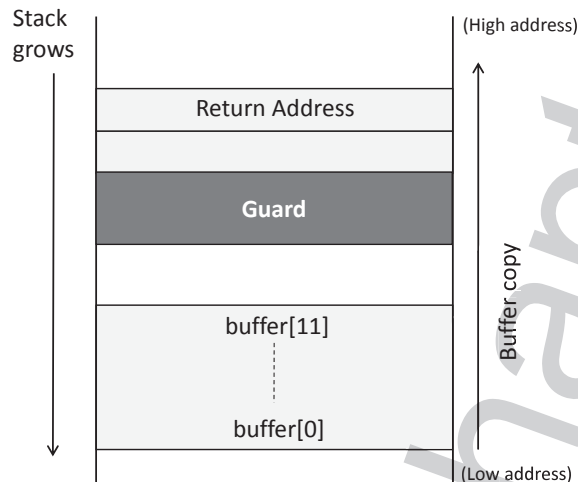 Stack
grows
(High address)
Return Address
Guard
Buffer copy
buffer[11]
buffer[0]
(Low address)